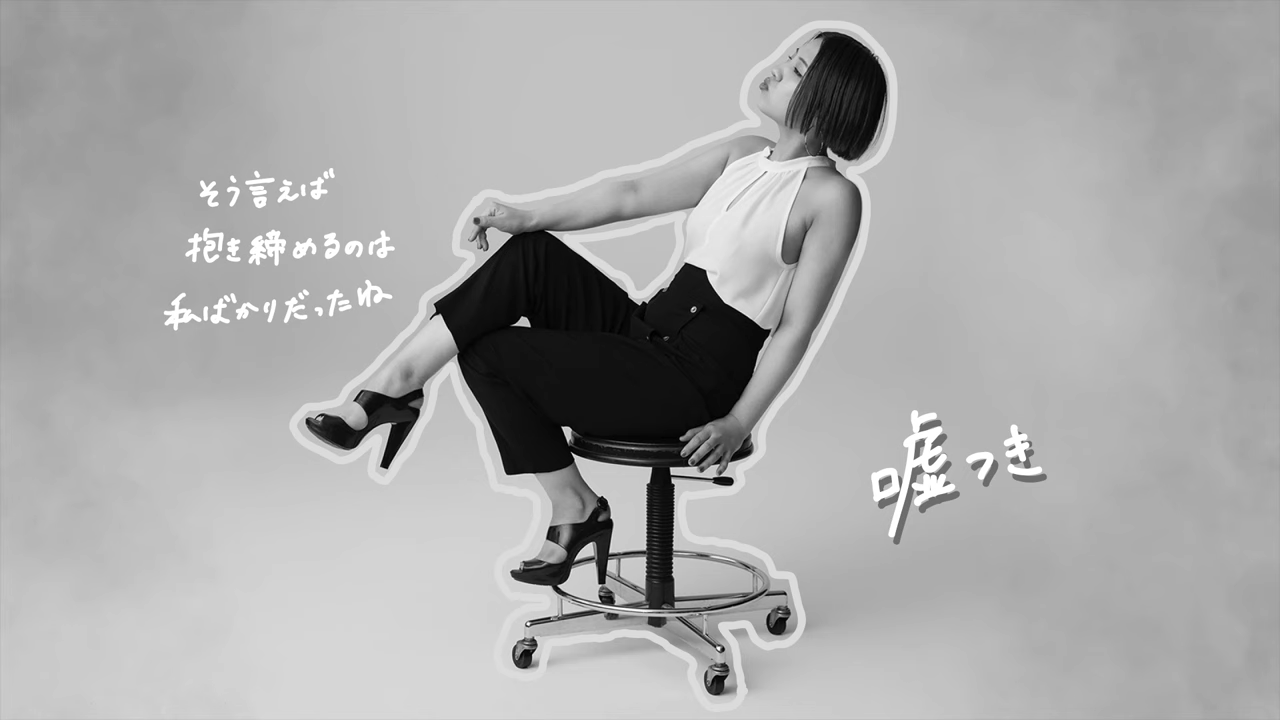 そう言えば
抱き締めるのは
私ばかりだったね
嘘つき